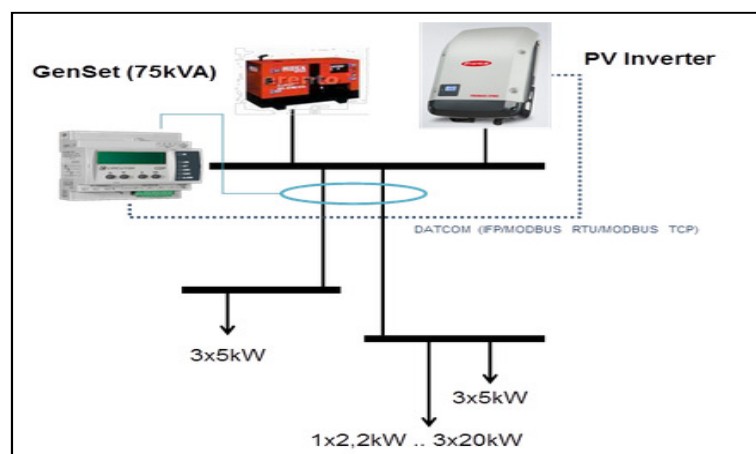 GenSet (75kVA)
PV Inverter
DATCOM (IFP/MODBUS RTU/MODBUS TCP)
3x5kW
3x5kW
1x2,2kW .. 3x20kW